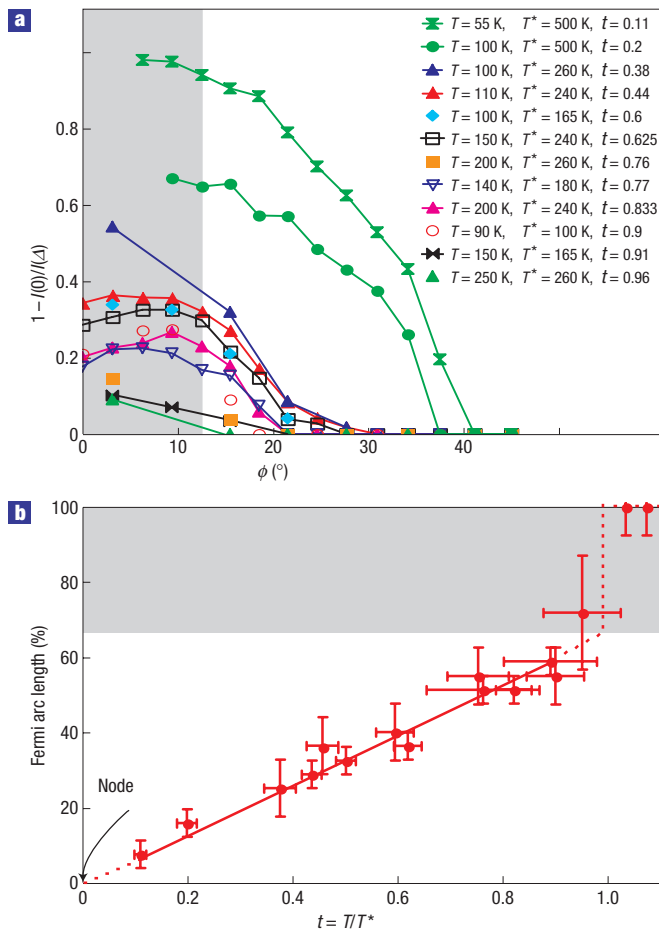 a
T = 55 K, T* = 500 K, t = 0.11
T = 100 K, T* = 500 K, t = 0.2
T = 100 K, T* = 260 K, t = 0.38
T = 110 K, T* = 240 K, t = 0.44
T = 100 K, T* = 165 K, t = 0.6
T = 150 K, T* = 240 K, t = 0.625
T = 200 K, T* = 260 K, t = 0.76
T = 140 K, T* = 180 K, t = 0.77
T = 200 K, T* = 240 K, t = 0.833
T = 90 K, T* = 100 K, t = 0.9
T = 150 K, T* = 165 K, t = 0.91
T = 250 K, T* = 260 K, t = 0.96
1 – I(0)/I(Δ)
0.8
0.6
0.4
0.2
0
0 10 20 30 40
ϕ (°)
b
Fermi arc length (%)
100
80
60
40
20
0
Node
0 0.2 0.4 0.6 0.8 1.0
t = T/T*